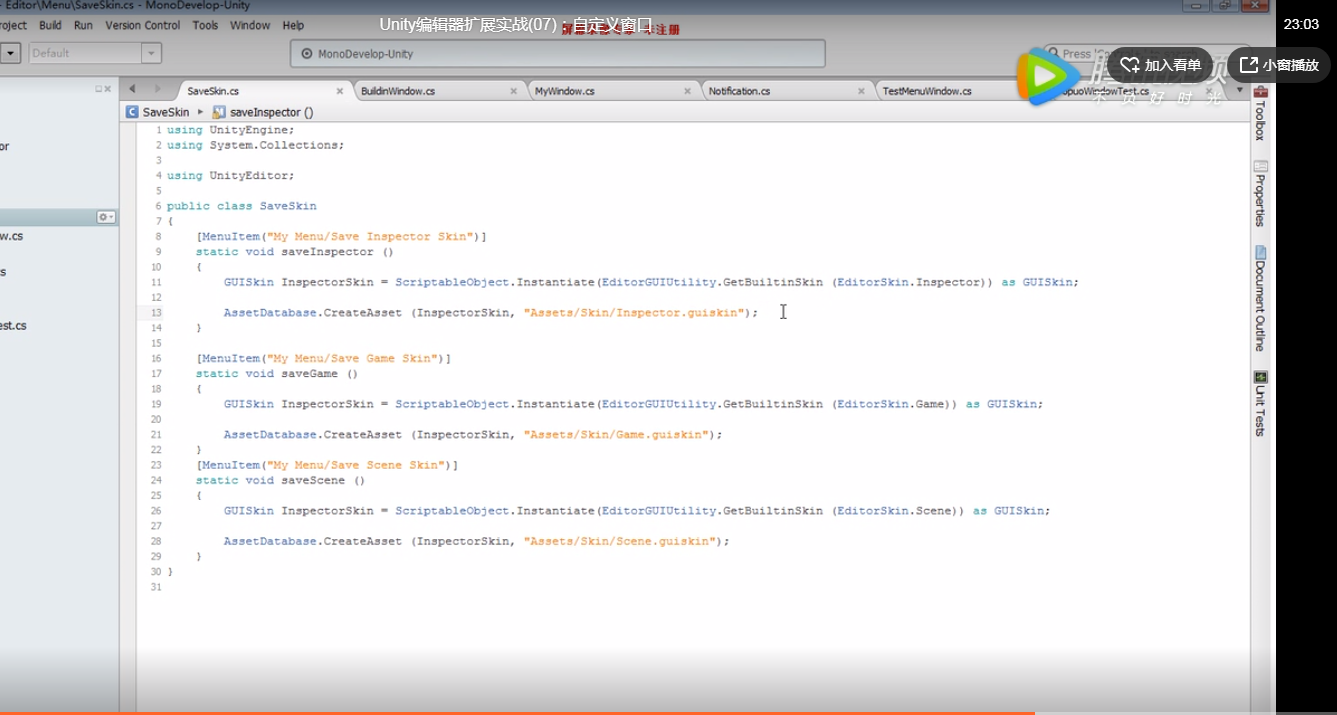 Editor\Menu\SaveSkin.cs - MonoDevelop-Unity
Unity编辑器扩展实战(07)：自定义窗口
23:03
roject Build Run Version Control Tools Window Help
Default
MonoDevelop-Unity
加入看单
小窗播放
SaveSkin.cs
BuildinWindow.cs
MyWindow.cs
Notification.cs
TestMenuWindow.cs
opuoWindowTest.cs
不负好时光
SaveSkin
saveInspector ()
or
w.cs
s
est.cs
Toolbox
Properties
Document Outline
Unit Tests
1 using UnityEngine;
2 using System.Collections;
3
4 using UnityEditor;
5
6 public class SaveSkin
7 {
8 [MenuItem("My Menu/Save Inspector Skin")]
9 static void saveInspector ()
10 {
11 GUISkin InspectorSkin = ScriptableObject.Instantiate(EditorGUIUtility.GetBuiltinSkin (EditorSkin.Inspector)) as GUISkin;
12
13 AssetDatabase.CreateAsset (InspectorSkin, "Assets/Skin/Inspector.guiskin");
14 }
15
16 [MenuItem("My Menu/Save Game Skin")]
17 static void saveGame ()
18 {
19 GUISkin InspectorSkin = ScriptableObject.Instantiate(EditorGUIUtility.GetBuiltinSkin (EditorSkin.Game)) as GUISkin;
20
21 AssetDatabase.CreateAsset (InspectorSkin, "Assets/Skin/Game.guiskin");
22 }
23 [MenuItem("My Menu/Save Scene Skin")]
24 static void saveScene ()
25 {
26 GUISkin InspectorSkin = ScriptableObject.Instantiate(EditorGUIUtility.GetBuiltinSkin (EditorSkin.Scene)) as GUISkin;
27
28 AssetDatabase.CreateAsset (InspectorSkin, "Assets/Skin/Scene.guiskin");
29 }
30 }
31